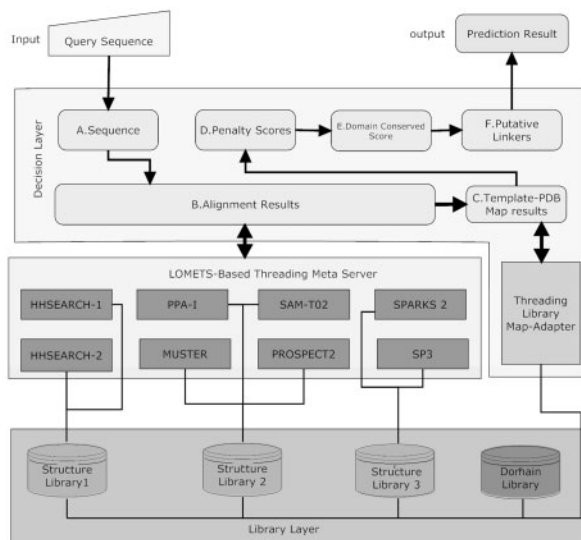 Input
Query Sequence
output
Prediction Result
Decision Layer
A.Sequence
D.Penalty Scores
E.Domain Conserved
Score
F.Putative
Linkers
B.Alignment Results
C.Template-PDB
Map results
LOMETS-Based Threading Meta Server
HHSEARCH-1
PPA-I
SAM-T02
SPARKS 2
HHSEARCH-2
MUSTER
PROSPECT2
SP3
Threading
Library
Map-Adapter
Structure
Library1
Structure
Library 2
Structure
Library 3
Domain
Library
Library Layer